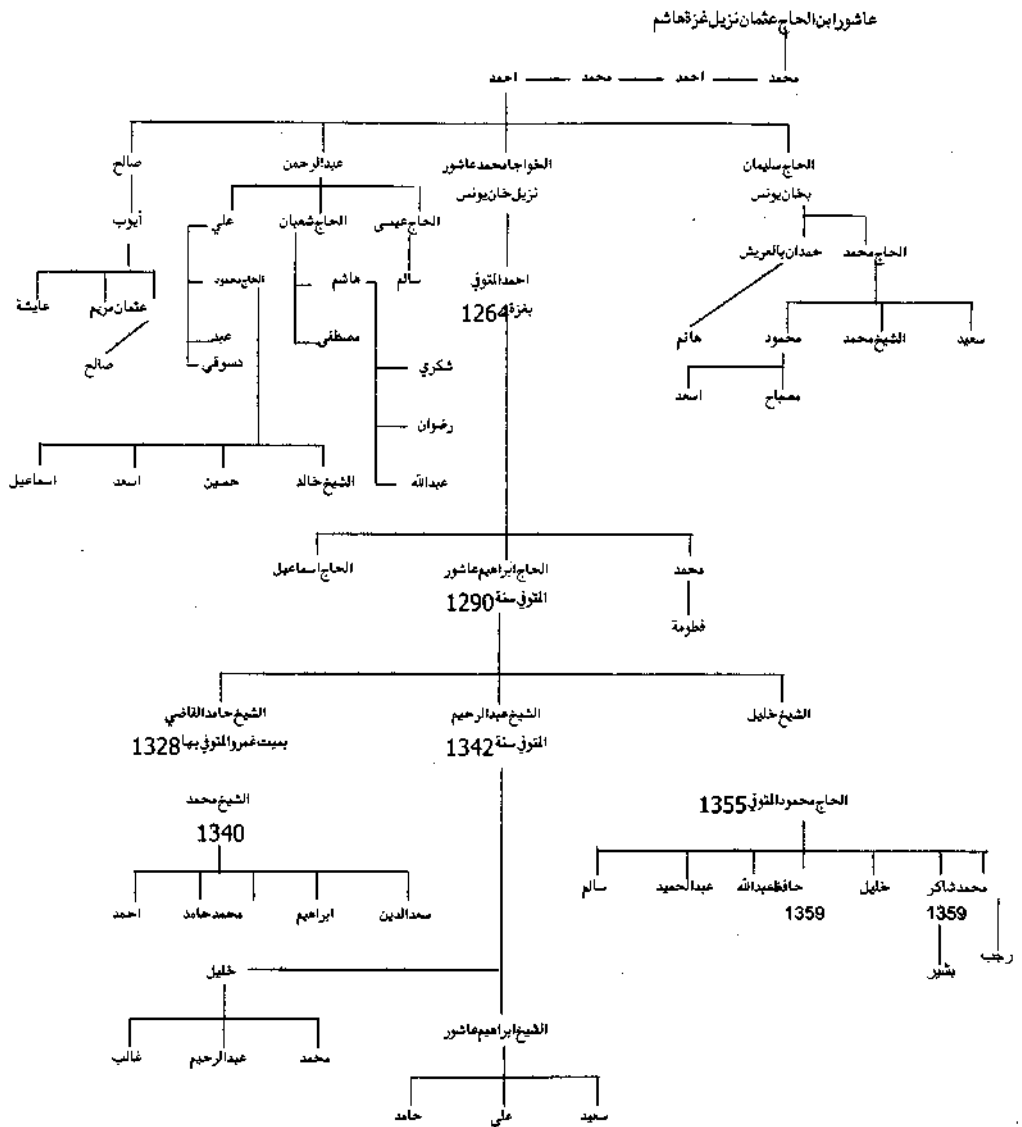 عاشور ابن الحاج عثمان نزيل غزة هاشم
محمد احمد محمد احمد
الحاج سليمان الخواجا محمد عاشور عبدالرحمن صالح
بخان يونس نزيل خان يونس
الحاج عيسى الحاج شعبان علي أيوب
الحاج محمد حمدان بالعريش
احمد المتوفي هاشم سالم الحاج محمود
بغزة 1264
عثمان مريم عايشة
سعيد الشيخ محمد محمود هانم
مصطفى عبد
دسوقي
صالح
شكري
مصباح اسعد
رضوان
عبدالله
الشيخ خالد حسين اسعد اسماعيل
محمد الحاج ابراهيم عاشور الحاج اسماعيل
المتوفي سنة 1290
فطومة
الشيخ خليل الشيخ عبدالرحيم الشيخ حامد القاضي
المتوفي سنة 1342 بميت غمر والمتوفي بها 1328
الحاج محمود المتوفي 1355 الشيخ محمد
1340
محمد شاكر خليل حافظ عبدالله عبدالحميد سالم
1359 1359
سعدالدين ابراهيم محمد حامد احمد
رجب
بشير
خليل
الشيخ ابراهيم عاشور
محمد عبدالرحيم غالب
سعيد علي حامد